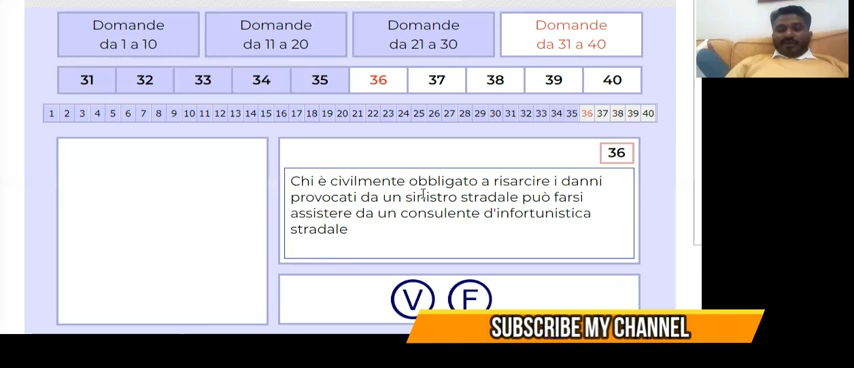 Domande
da 1 a 10
Domande
da 11 a 20
Domande
da 21 a 30
Domande
da 31 a 40
31 32 33 34 35 36 37 38 39 40
1 2 3 4 5 6 7 8 9 10 11 12 13 14 15 16 17 18 19 20 21 22 23 24 25 26 27 28 29 30 31 32 33 34 35 36 37 38 39 40
36
Chi è civilmente obbligato a risarcire i danni
provocati da un sinistro stradale può farsi
assistere da un consulente d'infortunistica
stradale
V F
SUBSCRIBE MY CHANNEL